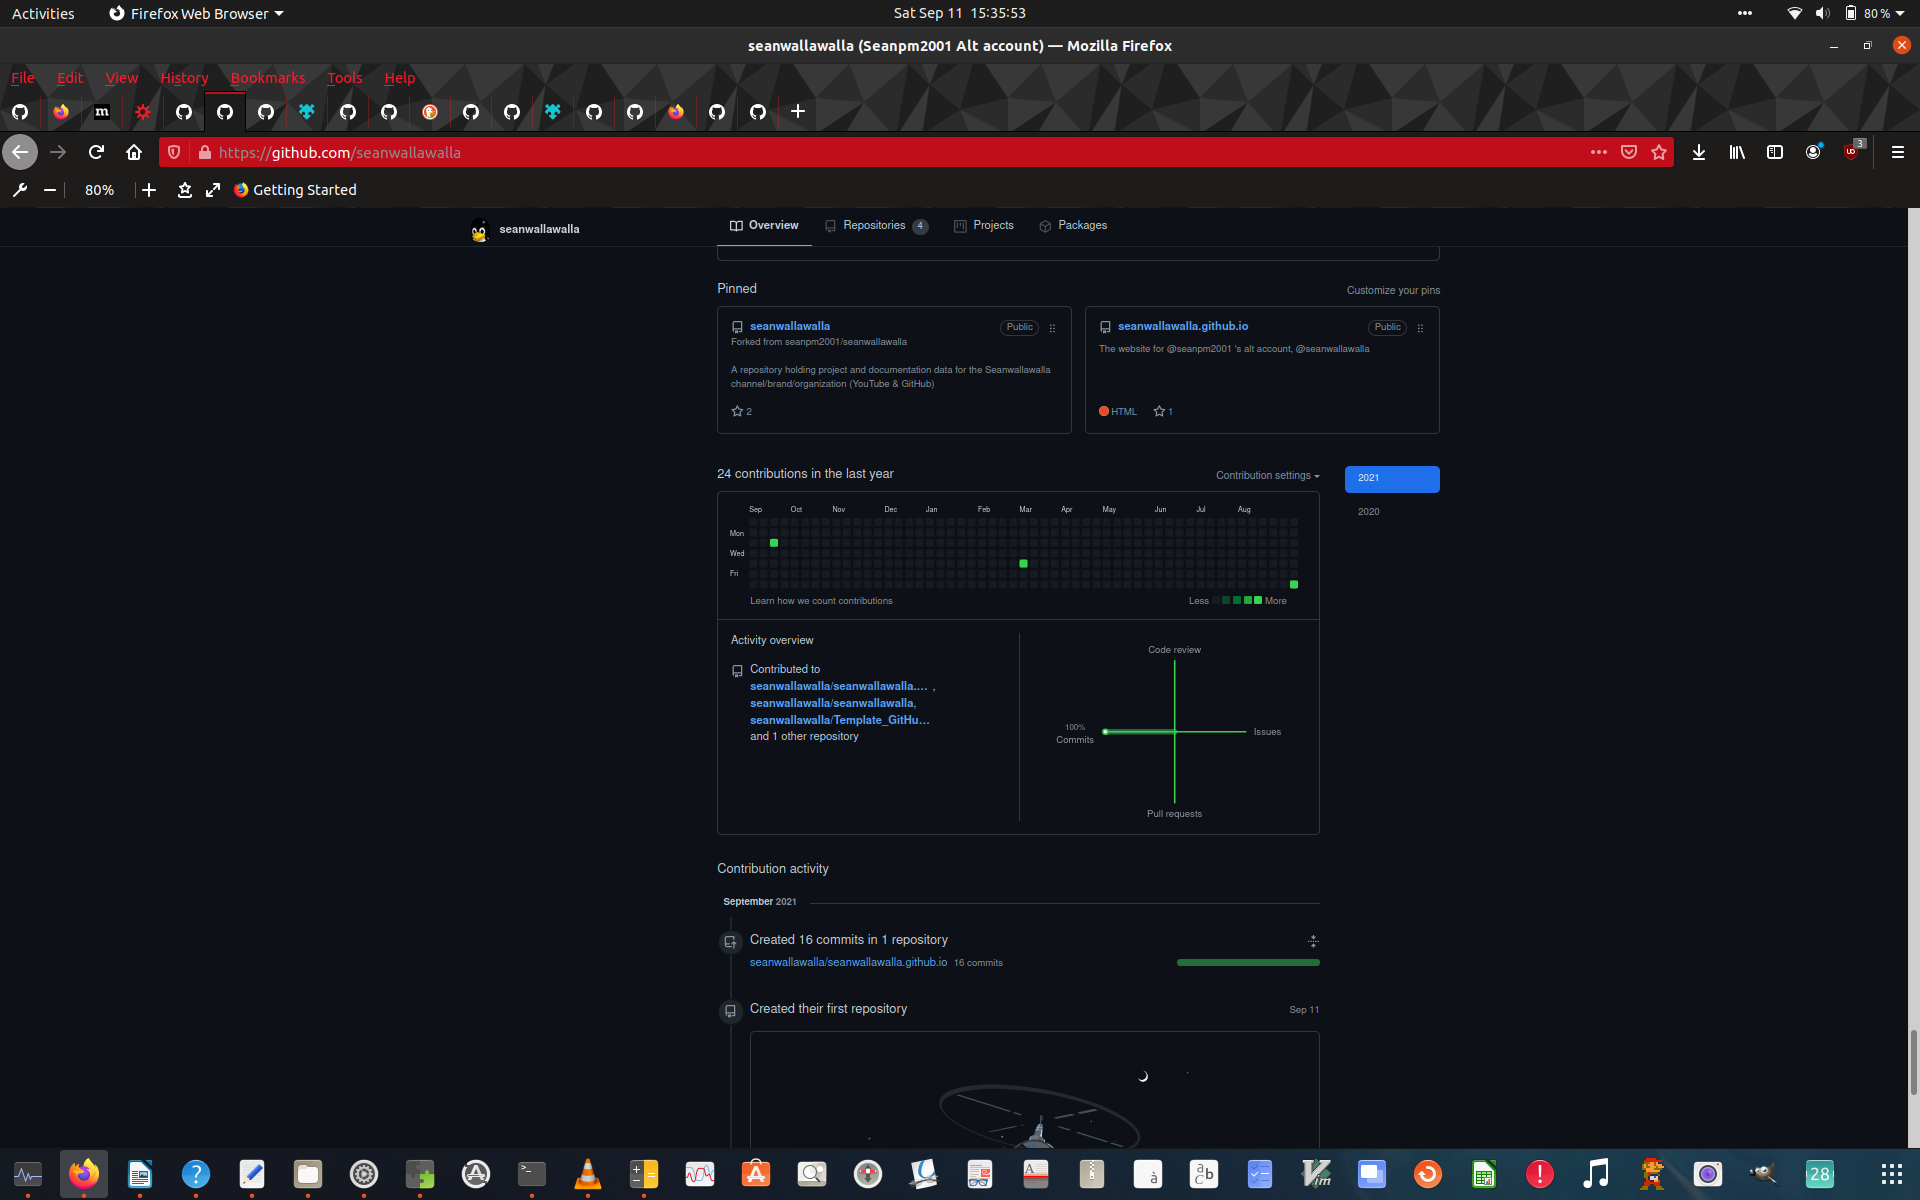 Activities
Firefox Web Browser
Sat Sep 11 15:35:53
80 %
seanwallawalla (Seanpm2001 Alt account) — Mozilla Firefox
File Edit View History Bookmarks Tools Help
m
https://github.com/seanwallawalla
3
80%
Getting Started
seanwallawalla
Overview
Repositories 4
Projects
Packages
Pinned
Customize your pins
seanwallawalla
Public
Forked from seanpm2001/seanwallawalla
A repository holding project and documentation data for the Seanwallawalla
channel/brand/organization (YouTube & GitHub)
2
seanwallawalla.github.io
Public
The website for @seanpm2001 's alt account, @seanwallawalla
HTML
1
24 contributions in the last year
Contribution settings
2021
2020
Sep Oct Nov Dec Jan Feb Mar Apr May Jun Jul Aug
Mon
Wed
Fri
Learn how we count contributions
Less
More
Activity overview
Contributed to
seanwallawalla/seanwallawalla.… ,
seanwallawalla/seanwallawalla,
seanwallawalla/Template_GitHu…
and 1 other repository
Code review
100%
Commits
Issues
Pull requests
Contribution activity
September 2021
Created 16 commits in 1 repository
seanwallawalla/seanwallawalla.github.io 16 commits
Created their first repository
Sep 11
28